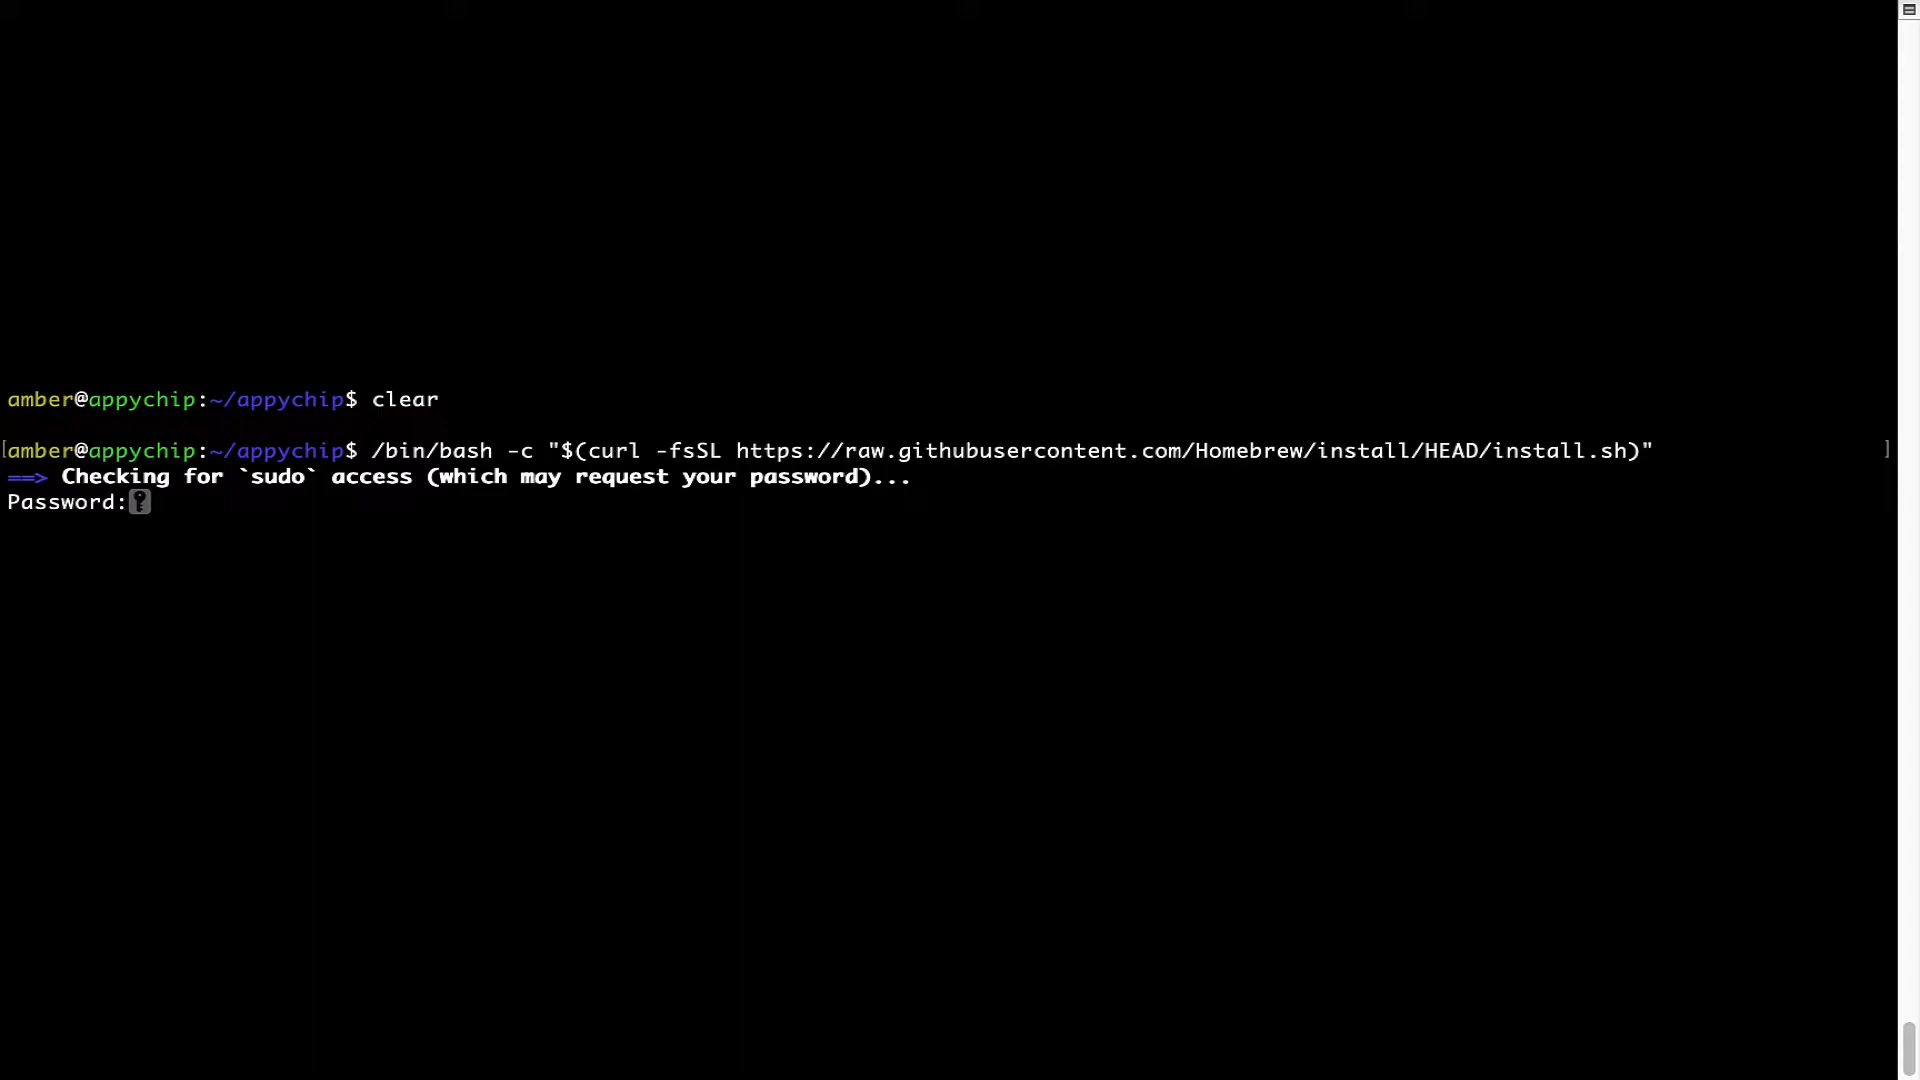 amber@appychip:~/appychip$ clear
[amber@appychip:~/appychip$ /bin/bash -c "$(curl -fsSL https://raw.githubusercontent.com/Homebrew/install/HEAD/install.sh)" ]
==> Checking for `sudo` access (which may request your password)...
Password: